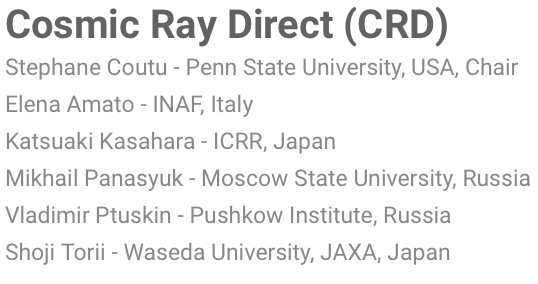 Cosmic Ray Direct (CRD)
Stephane Coutu - Penn State University, USA, Chair
Elena Amato - INAF, Italy
Katsuaki Kasahara - ICRR, Japan
Mikhail Panasyuk - Moscow State University, Russia
Vladimir Ptuskin - Pushkow Institute, Russia
Shoji Torii - Waseda University, JAXA, Japan